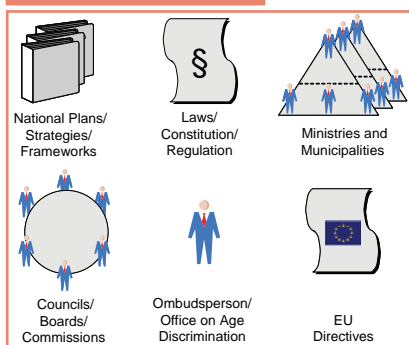 National Plans/
Strategies/
Frameworks
§
Laws/
Constitution/
Regulation
Ministries and
Municipalities
Councils/
Boards/
Commissions
Ombudsperson/
Office on Age
Discrimination
EU
Directives